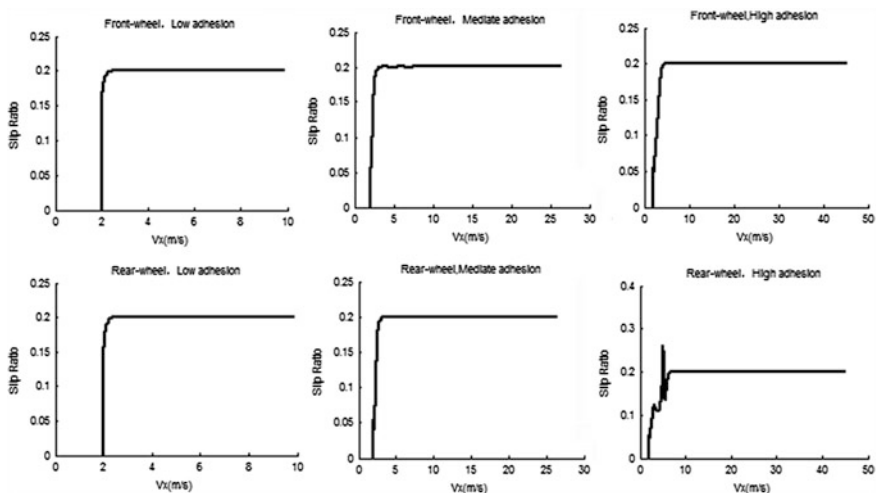 Front-wheel, Low adhesion
Slip Ratio
0.25
0.2
0.15
0.1
0.05
0
0 2 4 6 8 10
Vx(m/s)
Front-wheel, Mediate adhesion
Slip Ratio
0.25
0.2
0.15
0.1
0.05
0
0 5 10 15 20 25 30
Vx(m/s)
Front-wheel,High adhesion
Slip Ratio
0.25
0.2
0.15
0.1
0.05
0
0 10 20 30 40 50
Vx(m/s)
Rear-wheel, Low adhesion
Slip Ratio
0.25
0.2
0.15
0.1
0.05
0
0 2 4 6 8 10
Vx(m/s)
Rear-wheel,Mediate adhesion
Slip Ratio
0.25
0.2
0.15
0.1
0.05
0
0 5 10 15 20 25 30
Vx(m/s)
Rear-wheel, High adhesion
Slip Ratio
0.4
0.3
0.2
0.1
0
0 10 20 30 40 50
Vx(m/s)